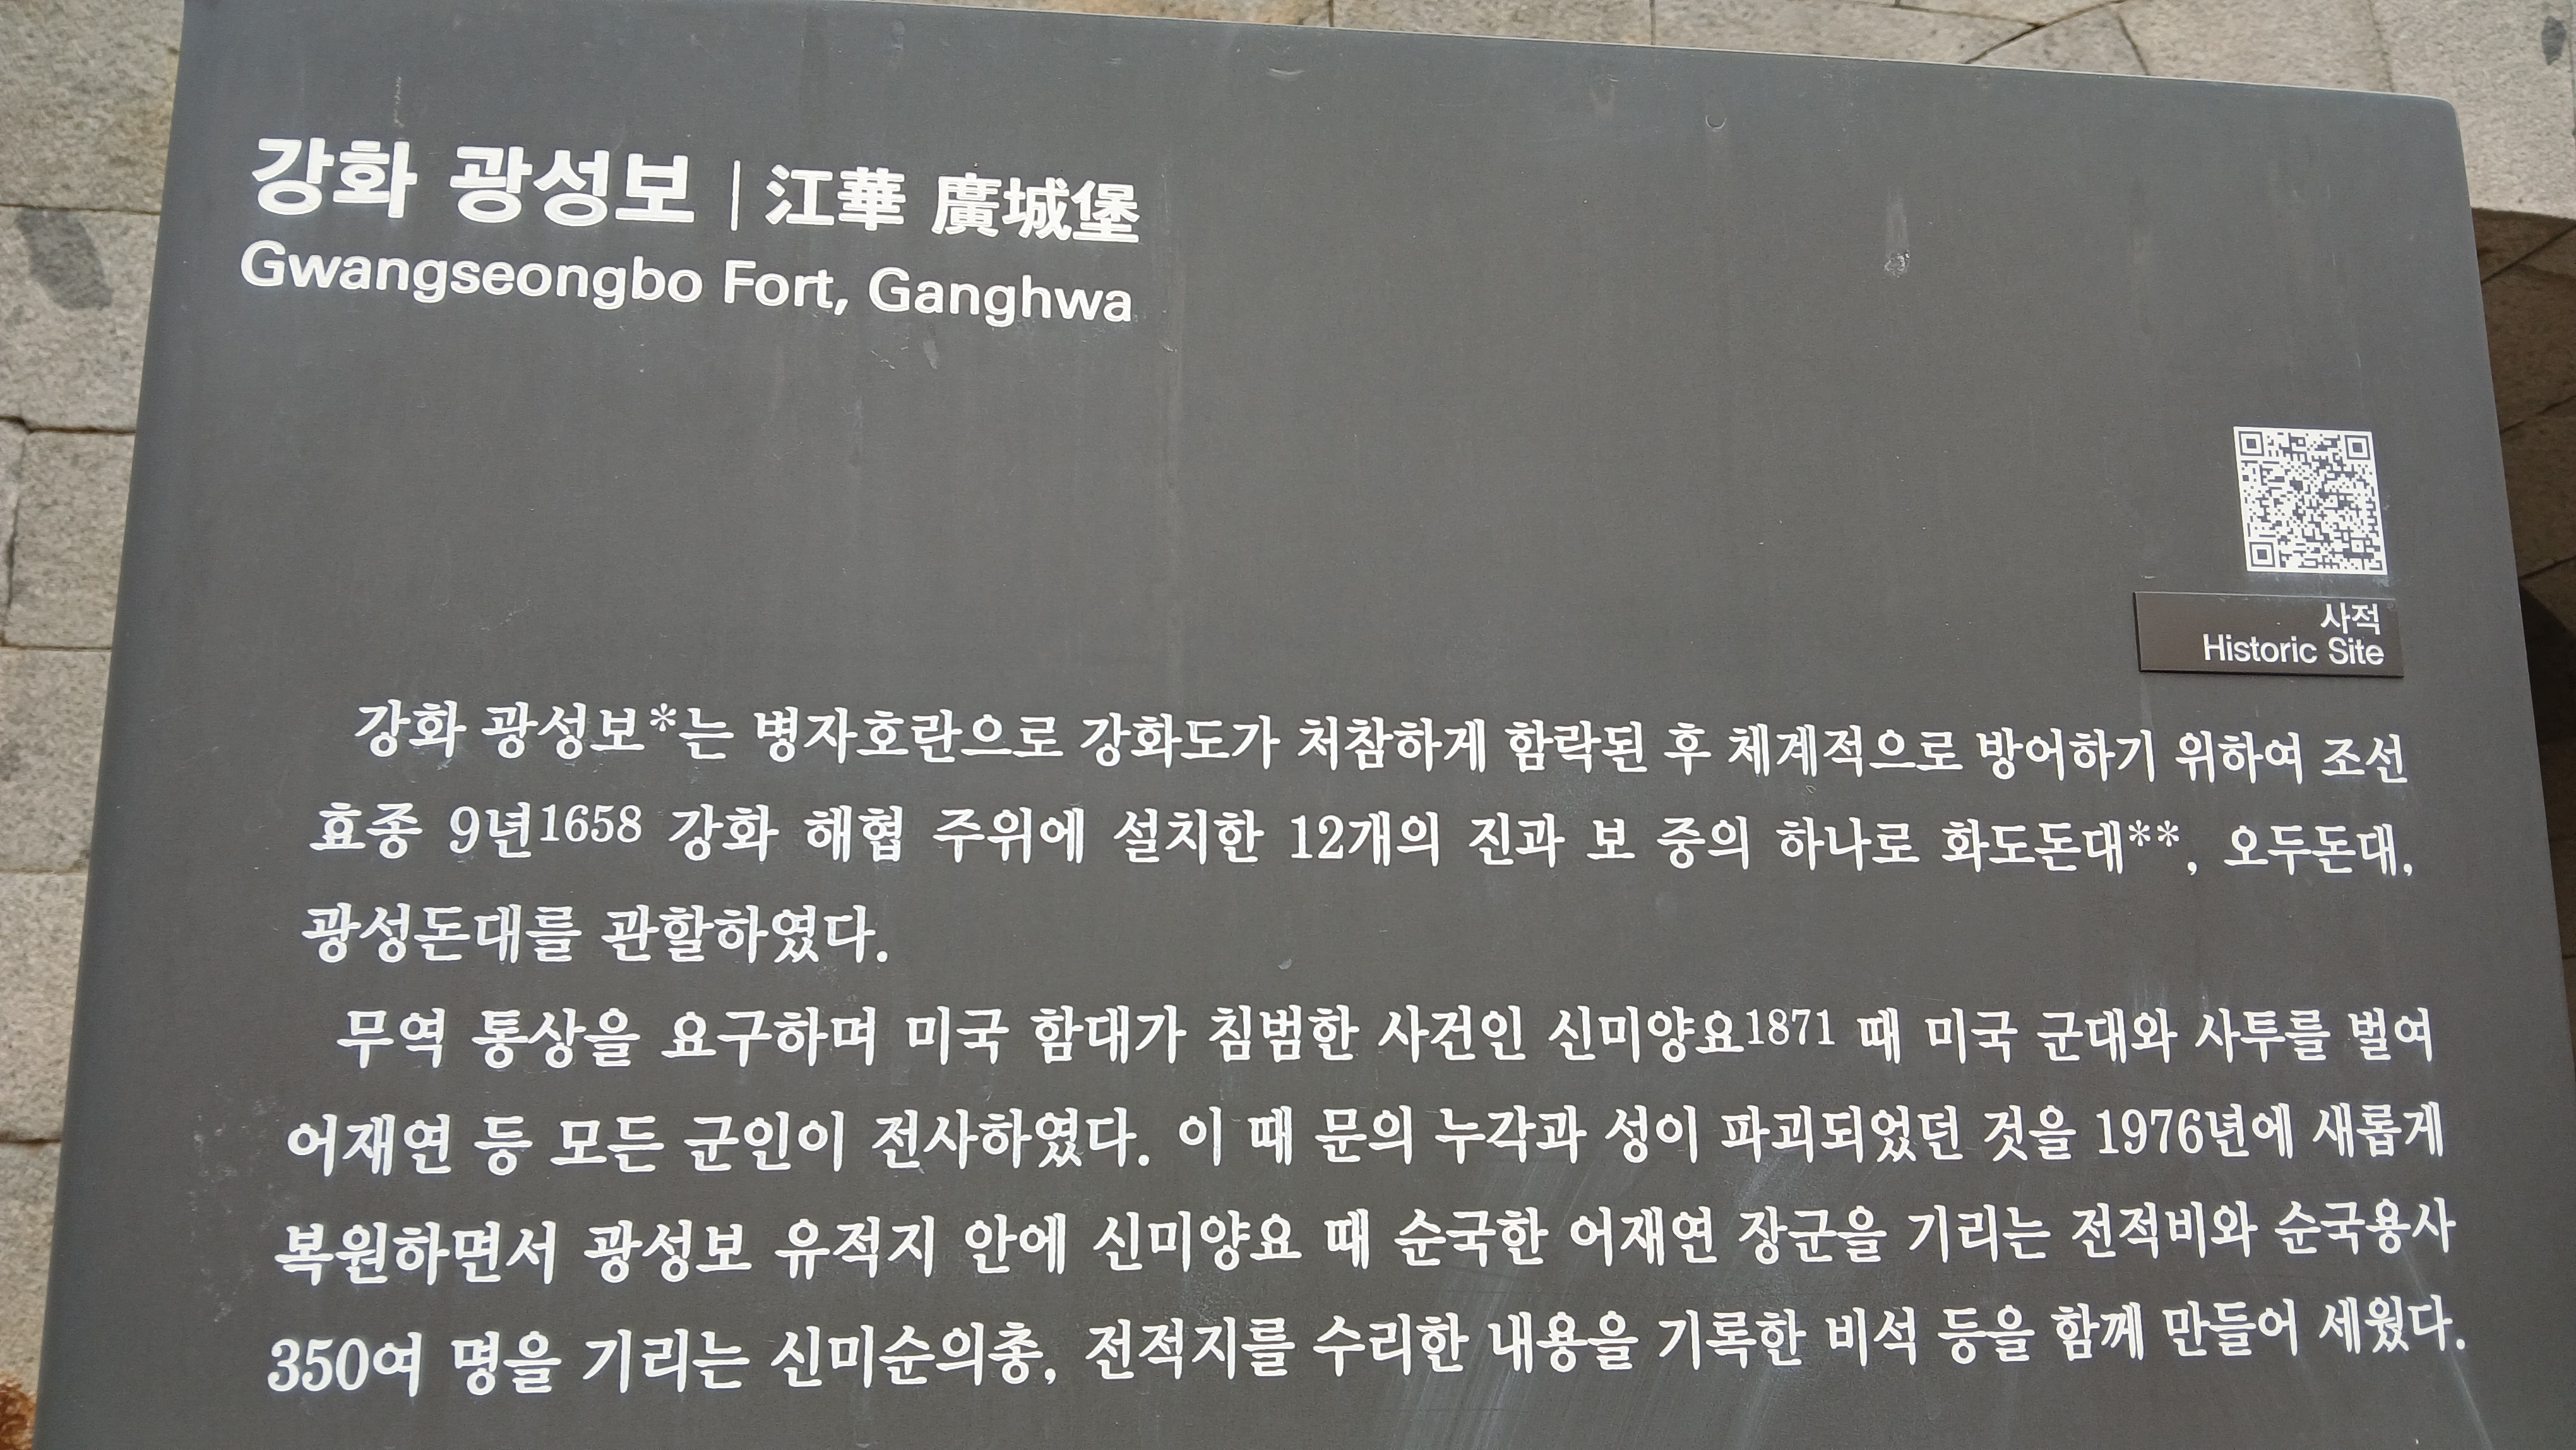 강화 광성보 | 江華 廣城堡
Gwangseongbo Fort, Ganghwa
사적
Historic Site
강화 광성보*는 병자호란으로 강화도가 처참하게 함락된 후 체계적으로 방어하기 위하여 조선
효종 9년1658 강화 해협 주위에 설치한 12개의 진과 보 중의 하나로 화도돈대**, 오두돈대,
광성돈대를 관할하였다.
무역 통상을 요구하며 미국 함대가 침범한 사건인 신미양요1871 때 미국 군대와 사투를 벌여
어재연 등 모든 군인이 전사하였다. 이 때 문의 누각과 성이 파괴되었던 것을 1976년에 새롭게
복원하면서 광성보 유적지 안에 신미양요 때 순국한 어재연 장군을 기리는 전적비와 순국용사
350여 명을 기리는 신미순의총, 전적지를 수리한 내용을 기록한 비석 등을 함께 만들어 세웠다.